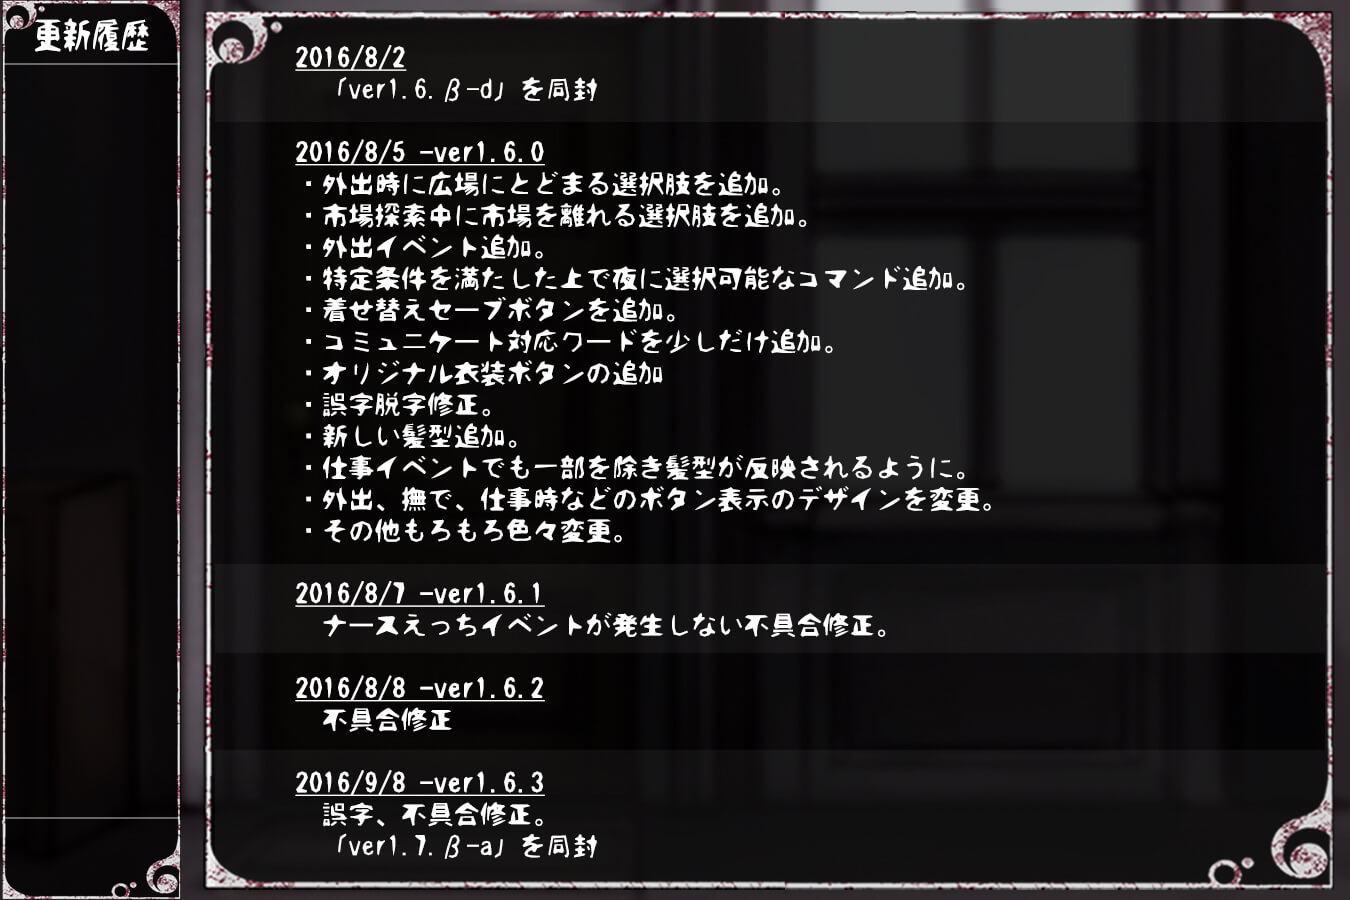 更新履歴
2016/8/2
「ver1.6.β-d」を同封
2016/8/5 -ver1.6.0
・外出時に広場にとどまる選択肢を追加。
・市場探索中に市場を離れる選択肢を追加。
・外出イベント追加。
・特定条件を満たした上で夜に選択可能なコマンド追加。
・着せ替えセーブボタンを追加。
・コミュニケート対応ワードを少しだけ追加。
・オリジナル衣装ボタンの追加
・誤字脱字修正。
・新しい髪型追加。
・仕事イベントでも一部を除き髪型が反映されるように。
・外出、撫で、仕事時などのボタン表示のデザインを変更。
・その他もろもろ色々変更。
2016/8/7 -ver1.6.1
ナースえっちイベントが発生しない不具合修正。
2016/8/8 -ver1.6.2
不具合修正
2016/9/8 -ver1.6.3
誤字、不具合修正。
「ver1.7.β-a」を同封